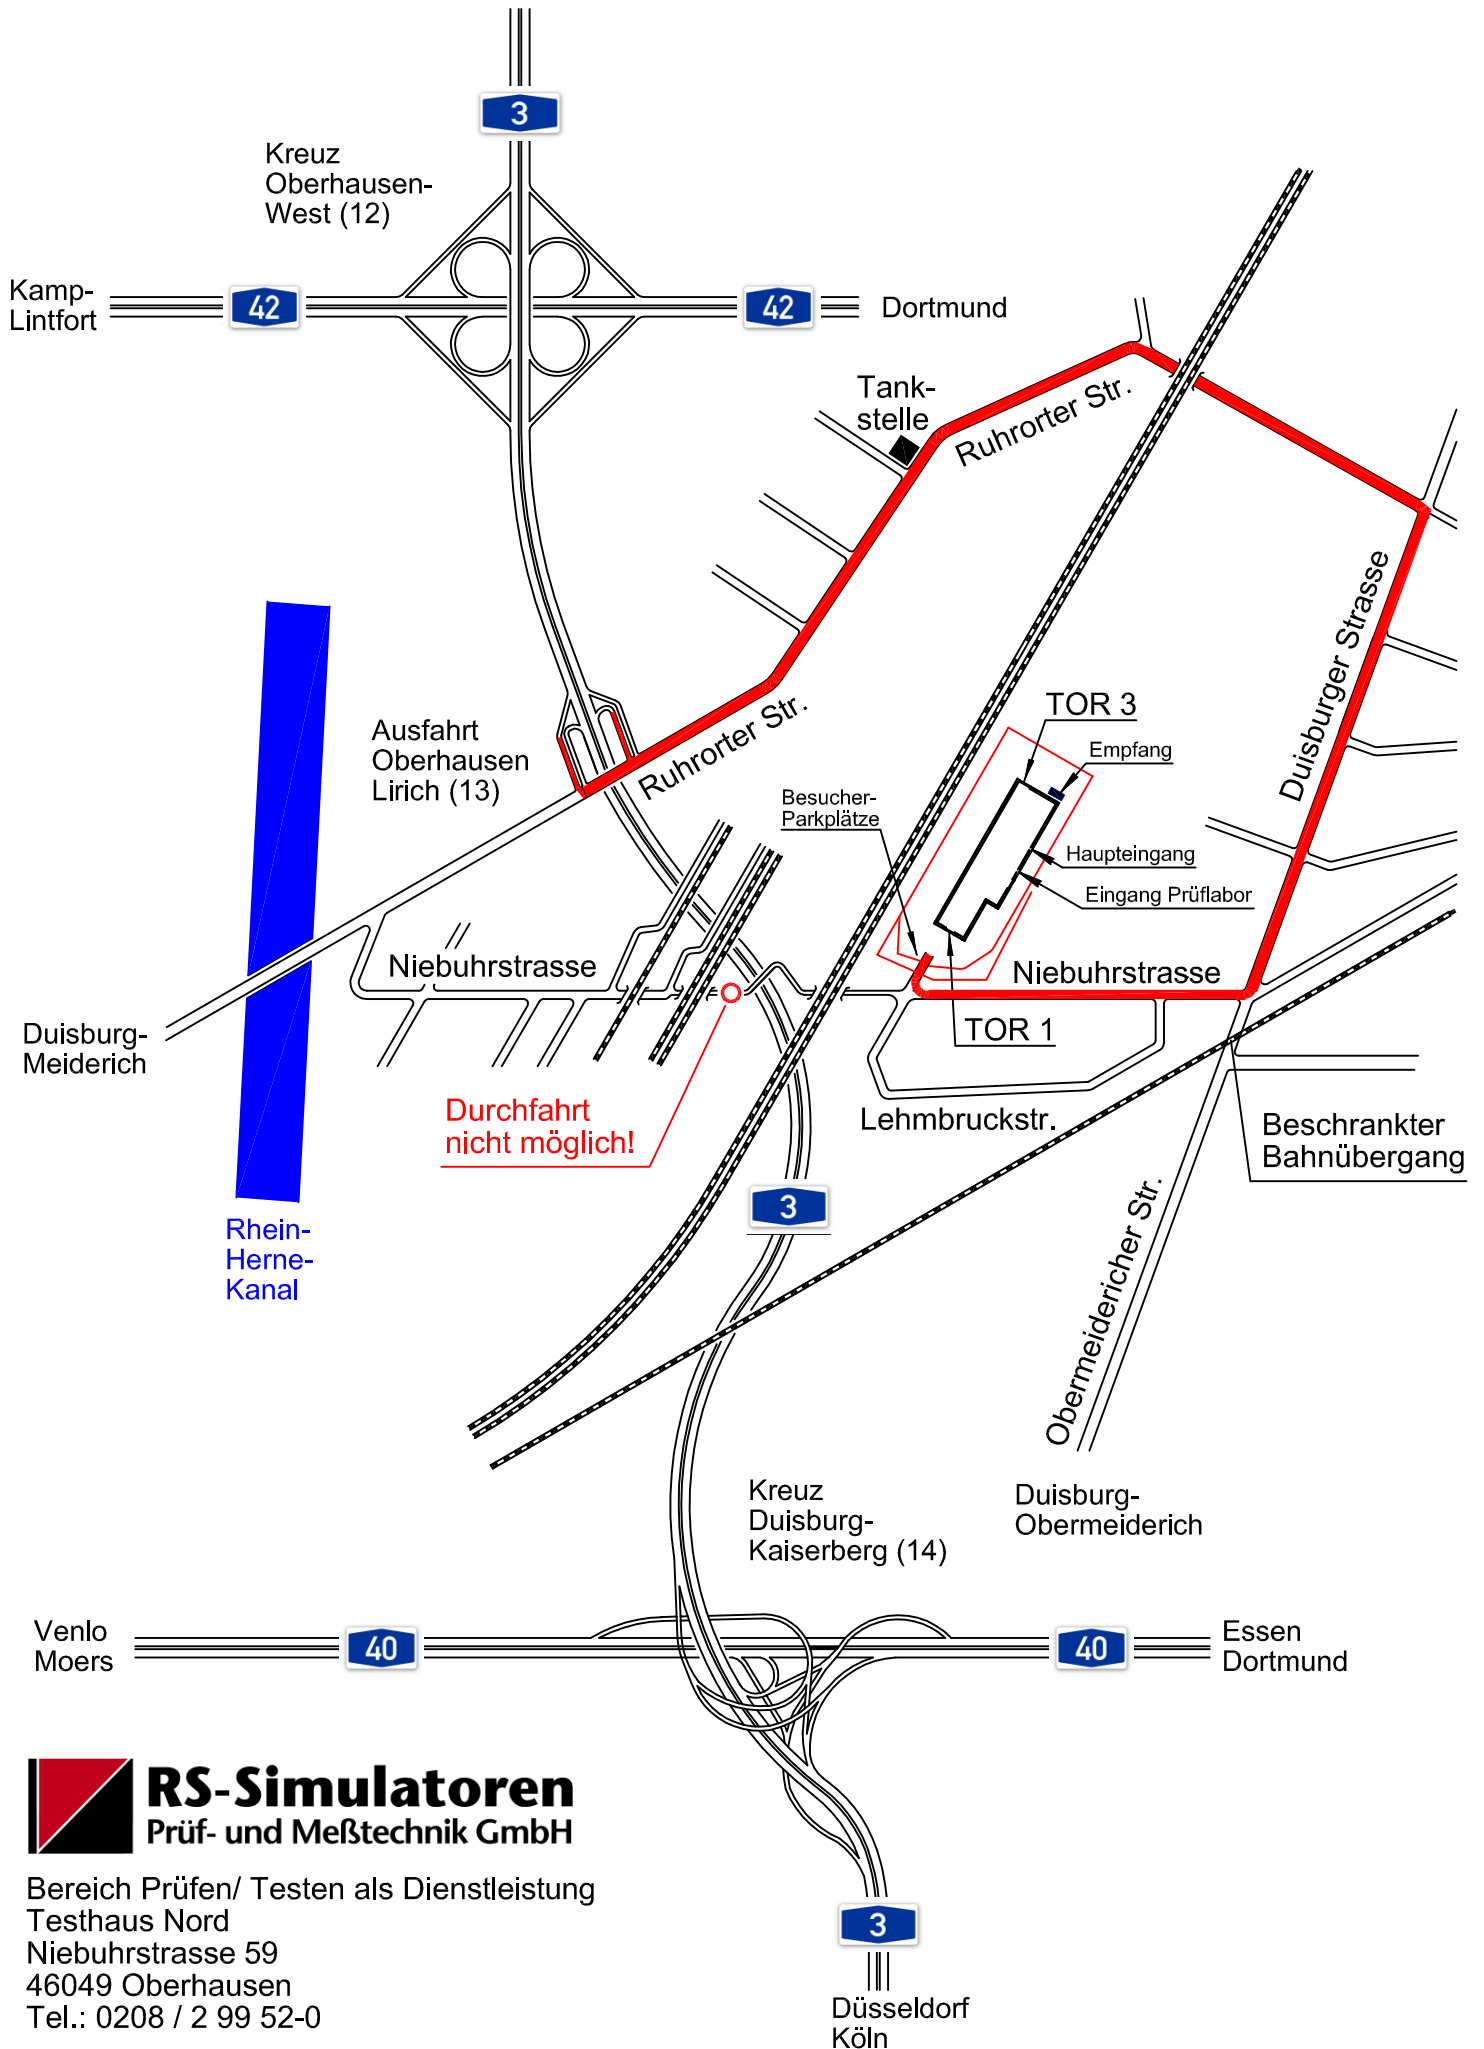 3
Kreuz
Oberhausen-
West (12)
Kamp-
Lintfort
42
42
Dortmund
Tank-
stelle
Ruhrorter Str.
Duisburger Strasse
Ausfahrt
Oberhausen
Lirich (13)
Ruhrorter Str.
TOR 3
Empfang
Besucher-
Parkplätze
Haupteingang
Eingang Prüflabor
Niebuhrstrasse
Niebuhrstrasse
Duisburg-
Meiderich
TOR 1
Durchfahrt
nicht möglich!
Lehmbruckstr.
Beschrankter
Bahnübergang
3
Rhein-
Herne-
Kanal
Obermeidericher Str.
Kreuz
Duisburg-
Kaiserberg (14)
Duisburg-
Obermeiderich
Venlo
Moers
40
40
Essen
Dortmund
RS-Simulatoren
Prüf- und Meßtechnik GmbH
Bereich Prüfen/ Testen als Dienstleistung
Testhaus Nord
Niebuhrstrasse 59
46049 Oberhausen
Tel.: 0208 / 2 99 52-0
3
Düsseldorf
Köln